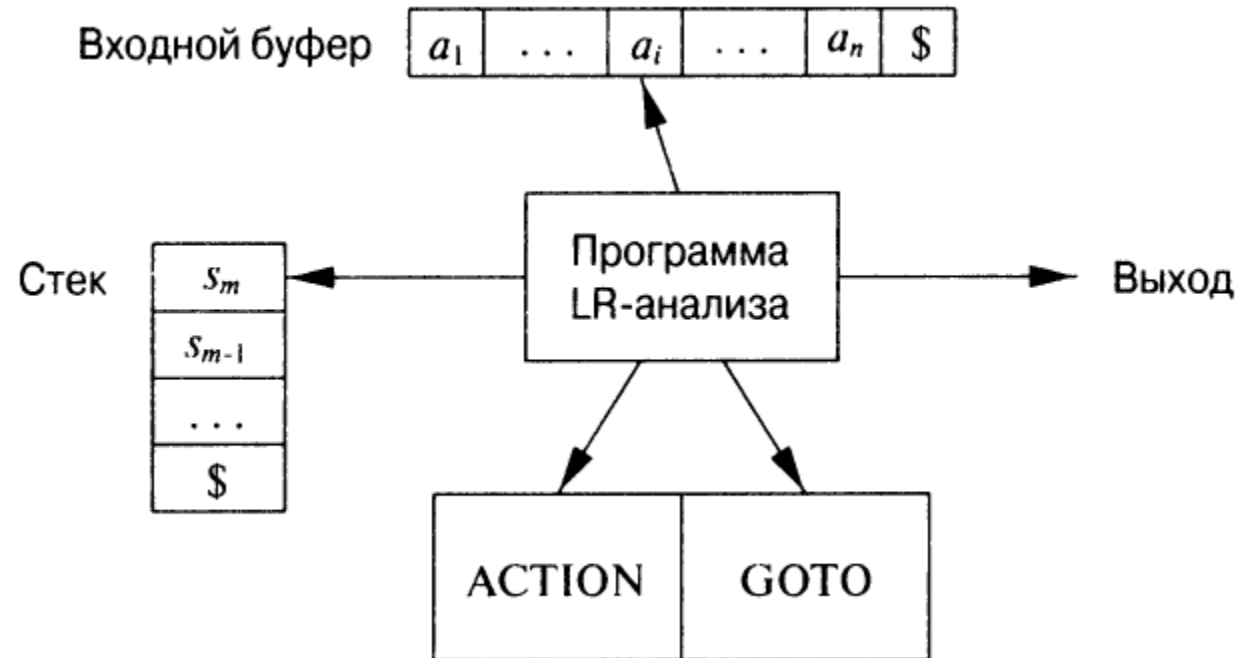 Входной буфер a₁ ... aᵢ ... aₙ $
Программа
LR-анализа
Стек
sₘ
sₘ₋₁
...
$
Выход
ACTION GOTO